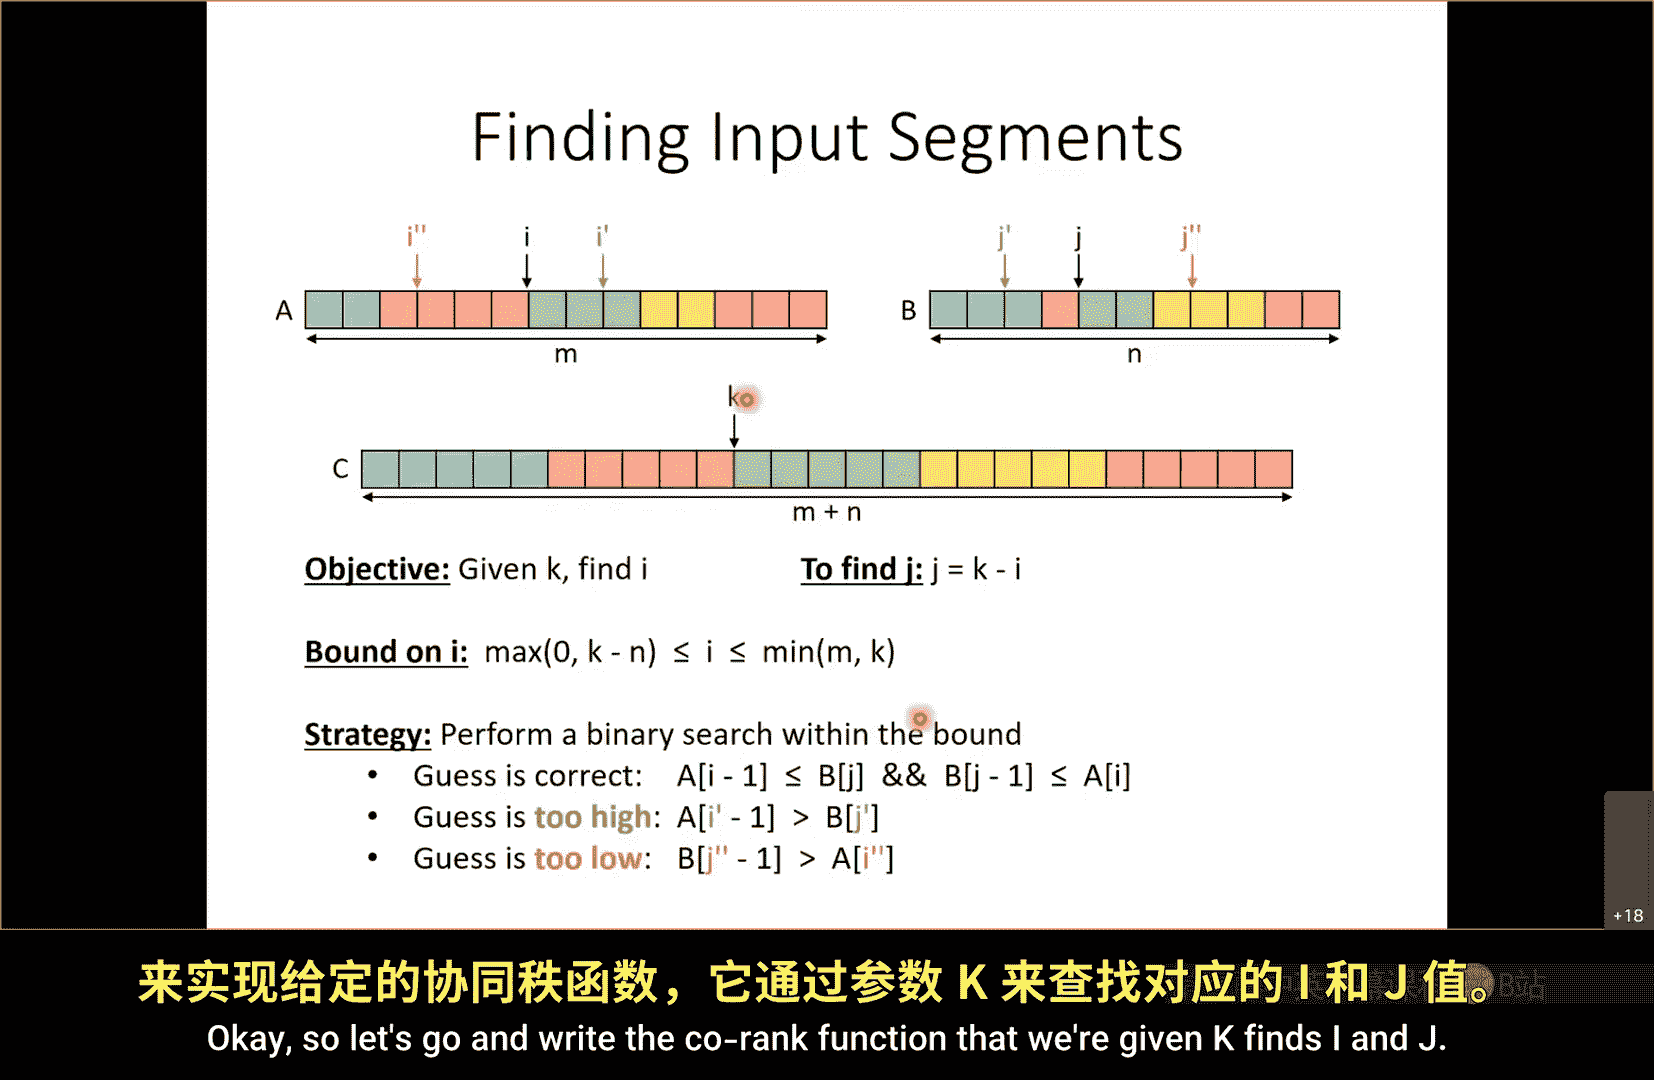 Finding Input Segments
i'' i i' j' j j''
A B
m n
k
C
m + n
Objective: Given k, find i To find j: j = k - i
Bound on i: max(0, k - n) ≤ i ≤ min(m, k)
Strategy: Perform a binary search within the bound
• Guess is correct: A[i - 1] ≤ B[j] && B[j - 1] ≤ A[i]
• Guess is too high: A[i' - 1] > B[j']
• Guess is too low: B[j'' - 1] > A[i'']
+18
来实现给定的协同秩函数，它通过参数 K 来查找对应的 I 和 J 值。
B站
Okay, so let's go and write the co-rank function that we're given K finds I and J.